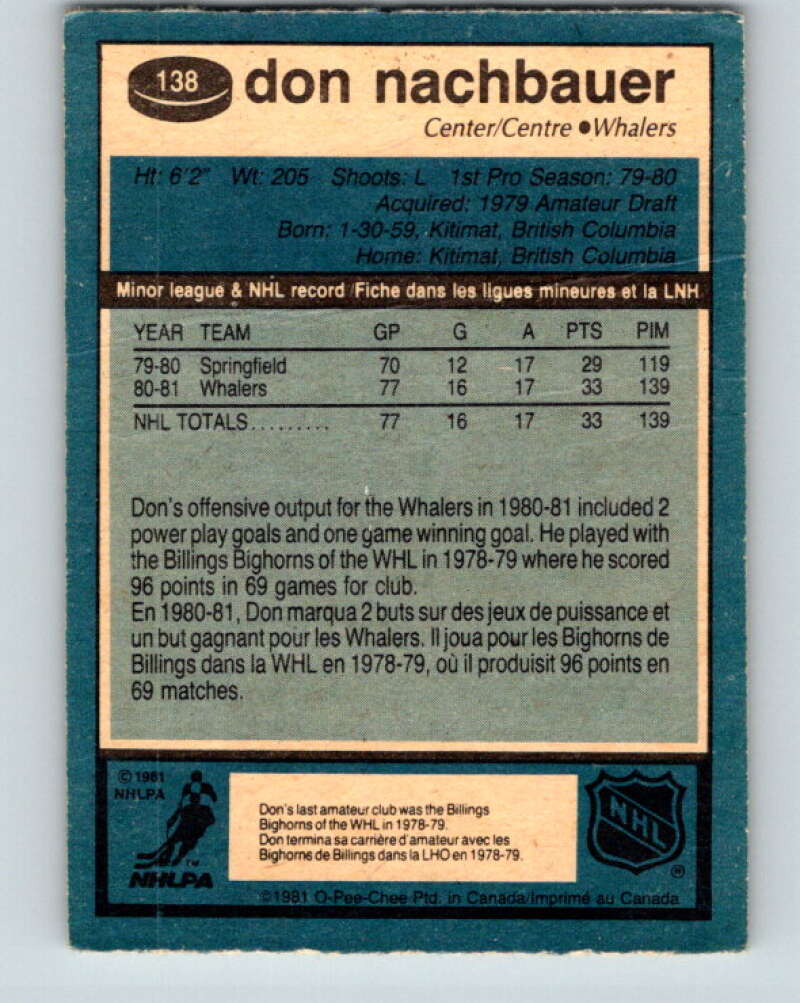 138 don nachbauer
Center/Centre • Whalers
Ht: 6'2" Wt: 205 Shoots: L 1st Pro Season: 79-80
Acquired: 1979 Amateur Draft
Born: 1-30-59, Kitimat, British Columbia
Home: Kitimat, British Columbia
Minor league & NHL record / Fiche dans les ligues mineures et la LNH
YEAR TEAM GP G A PTS PIM
79-80 Springfield 70 12 17 29 119
80-81 Whalers 77 16 17 33 139
NHL TOTALS......... 77 16 17 33 139
Don's offensive output for the Whalers in 1980-81 included 2
power play goals and one game winning goal. He played with
the Billings Bighorns of the WHL in 1978-79 where he scored
96 points in 69 games for club.
En 1980-81, Don marqua 2 buts sur des jeux de puissance et
un but gagnant pour les Whalers. Il joua pour les Bighorns de
Billings dans la WHL en 1978-79, où il produisit 96 points en
69 matches.
© 1981
NHLPA
Don's last amateur club was the Billings
Bighorns of the WHL in 1978-79.
Don termina sa carrière d'amateur avec les
Bighorns de Billings dans la LHO en 1978-79.
NHL
®
™
NHLPA
©1981 O-Pee-Chee Ptd. in Canada/Imprimé au Canada